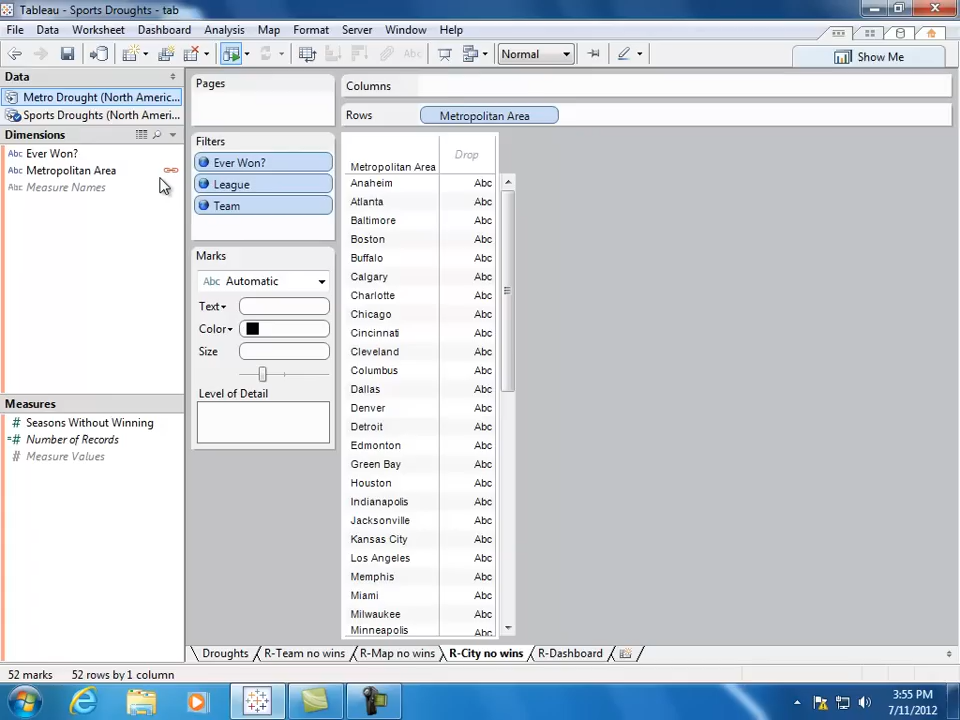 Tableau - Sports Droughts - tab
File Data Worksheet Dashboard Analysis Map Format Server Window Help
Abc Normal Show Me
Data
Metro Drought (North Americ...
Sports Droughts (North Ameri...
Dimensions
Abc Ever Won?
Abc Metropolitan Area
Abc Measure Names
Measures
# Seasons Without Winning
=# Number of Records
# Measure Values
Pages
Filters
Ever Won?
League
Team
Marks
Abc Automatic
Text
Color
Size
Level of Detail
Columns
Rows Metropolitan Area
Drop
Metropolitan Area
Anaheim Abc
Atlanta Abc
Baltimore Abc
Boston Abc
Buffalo Abc
Calgary Abc
Charlotte Abc
Chicago Abc
Cincinnati Abc
Cleveland Abc
Columbus Abc
Dallas Abc
Denver Abc
Detroit Abc
Edmonton Abc
Green Bay Abc
Houston Abc
Indianapolis Abc
Jacksonville Abc
Kansas City Abc
Los Angeles Abc
Memphis Abc
Miami Abc
Milwaukee Abc
Minneapolis Abc
Droughts R-Team no wins R-Map no wins R-City no wins R-Dashboard
52 marks 52 rows by 1 column
3:55 PM
7/11/2012